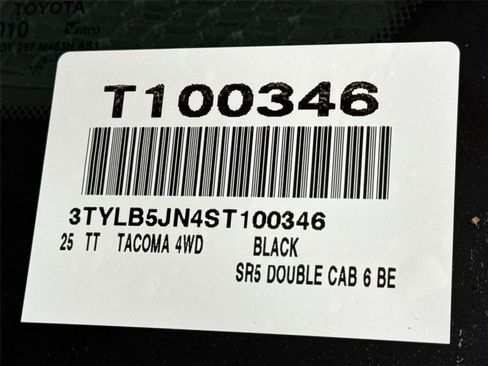 TOYOTA
T100346
3TYLB5JN4ST100346
25 TT TACOMA 4WD BLACK
SR5 DOUBLE CAB 6 BE